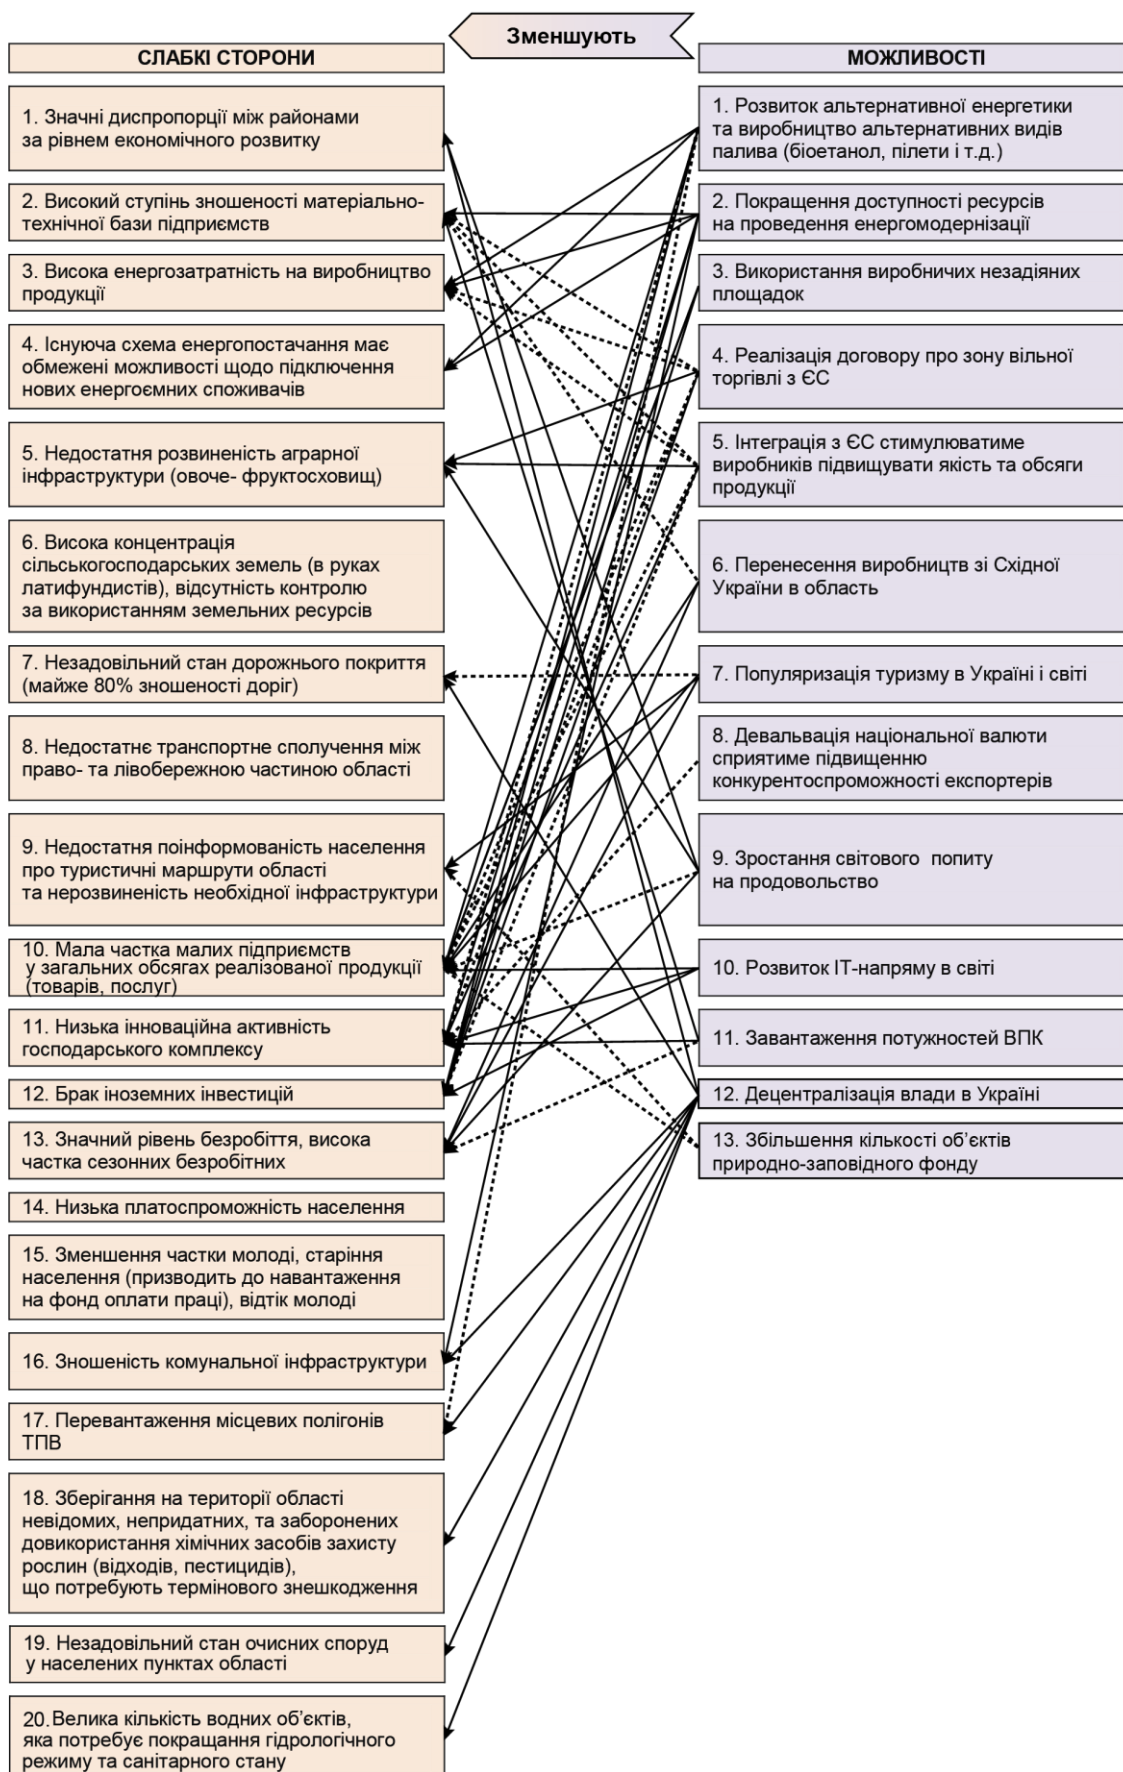 Зменшують
СЛАБКІ СТОРОНИ
1. Значні диспропорції між районами
за рівнем економічного розвитку
2. Високий ступінь зношеності матеріально-
технічної бази підприємств
3. Висока енергозатратність на виробництво
продукції
4. Існуюча схема енергопостачання має
обмежені можливості щодо підключення
нових енергоємних споживачів
5. Недостатня розвиненість аграрної
інфраструктури (овоче- фруктосховищ)
6. Висока концентрація
сільськогосподарських земель (в руках
латифундистів), відсутність контролю
за використанням земельних ресурсів
7. Незадовільний стан дорожнього покриття
(майже 80% зношеності доріг)
8. Недостатнє транспортне сполучення між
право- та лівобережною частиною області
9. Недостатня поінформованість населення
про туристичні маршрути області
та нерозвиненість необхідної інфраструктури
10. Мала частка малих підприємств
у загальних обсягах реалізованої продукції
(товарів, послуг)
11. Низька інноваційна активність
господарського комплексу
12. Брак іноземних інвестицій
13. Значний рівень безробіття, висока
частка сезонних безробітних
14. Низька платоспроможність населення
15. Зменшення частки молоді, старіння
населення (призводить до навантаження
на фонд оплати праці), відтік молоді
16. Зношеність комунальної інфраструктури
17. Перевантаження місцевих полігонів
ТПВ
18. Зберігання на території області
невідомих, непридатних, та заборонених
довикористання хімічних засобів захисту
рослин (відходів, пестицидів),
що потребують термінового знешкодження
19. Незадовільний стан очисних споруд
у населених пунктах області
20.Велика кількість водних об’єктів,
яка потребує покращання гідрологічного
режиму та санітарного стану
МОЖЛИВОСТІ
1. Розвиток альтернативної енергетики
та виробництво альтернативних видів
палива (біоетанол, пілети і т.д.)
2. Покращення доступності ресурсів
на проведення енергомодернізації
3. Використання виробничих незадіяних
площадок
4. Реалізація договору про зону вільної
торгівлі з ЄС
5. Інтеграція з ЄС стимулюватиме
виробників підвищувати якість та обсяги
продукції
6. Перенесення виробництв зі Східної
України в область
7. Популяризація туризму в Україні і світі
8. Девальвація національної валюти
сприятиме підвищенню
конкурентоспроможності експортерів
9. Зростання світового попиту
на продовольство
10. Розвиток ІТ-напряму в світі
11. Завантаження потужностей ВПК
12. Децентралізація влади в Україні
13. Збільшення кількості об’єктів
природно-заповідного фонду